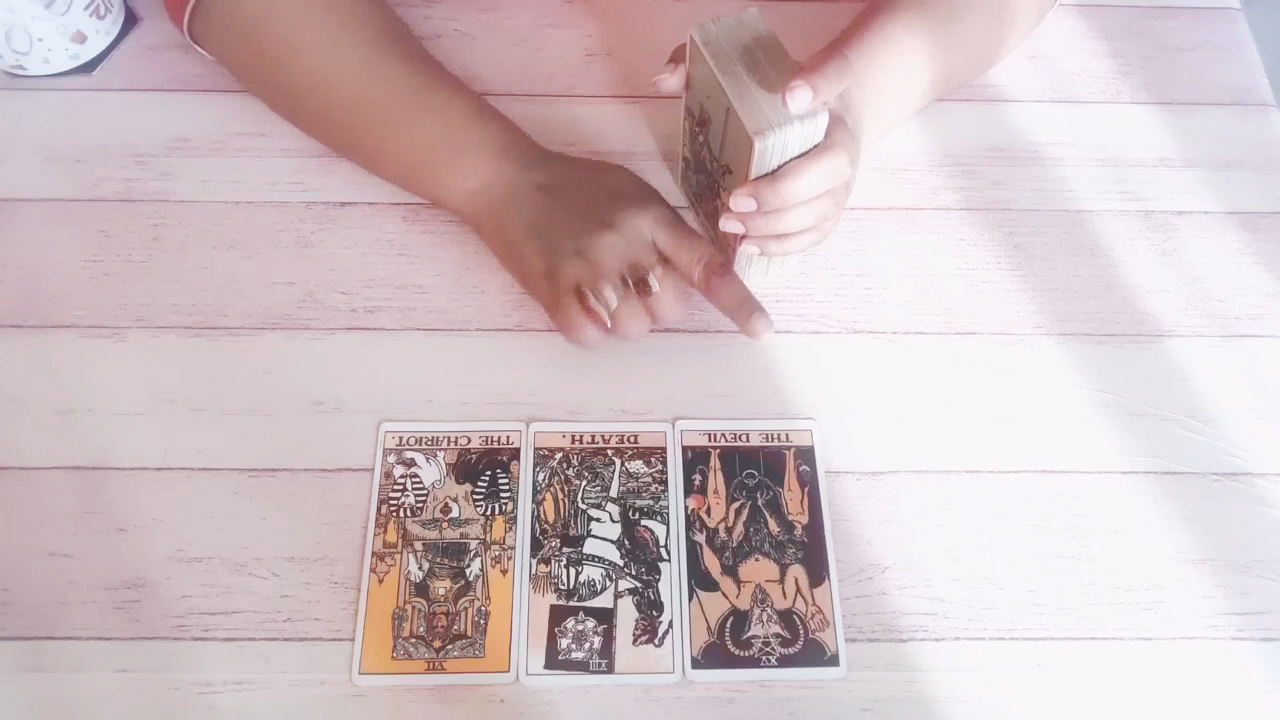 THE CHARIOT.
DEATH.
THE DEVIL.
VII
XIII
XV